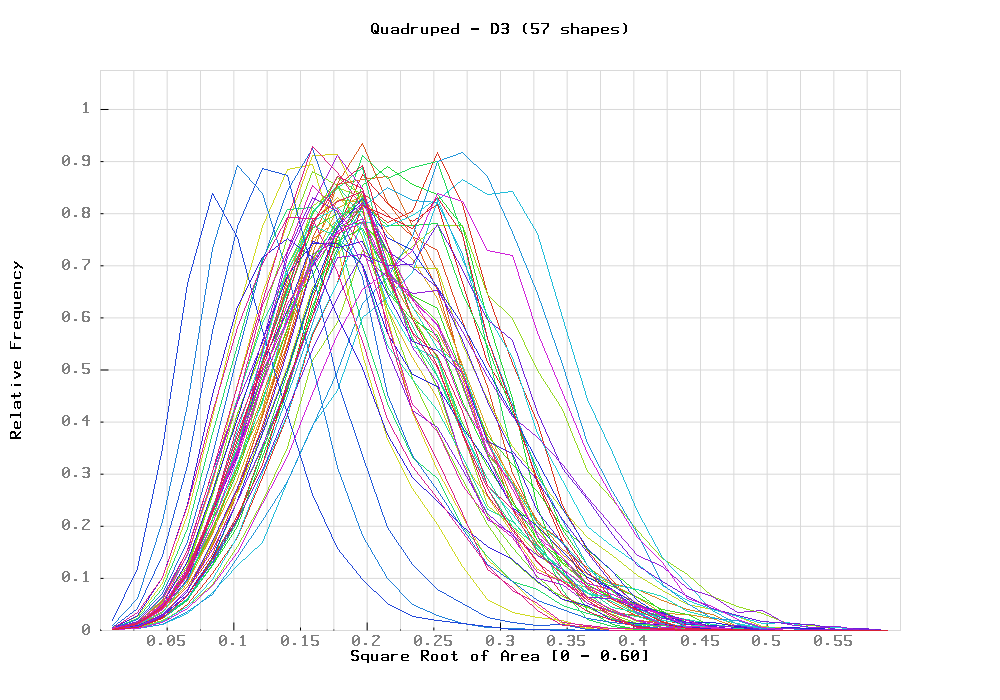 Quadruped - D3 (57 shapes)
1
0.9
0.8
0.7
0.6
0.5
0.4
0.3
0.2
0.1
0
Relative Frequency
0.05 0.1 0.15 0.2 0.25 0.3 0.35 0.4 0.45 0.5 0.55
Square Root of Area [0 - 0.60]